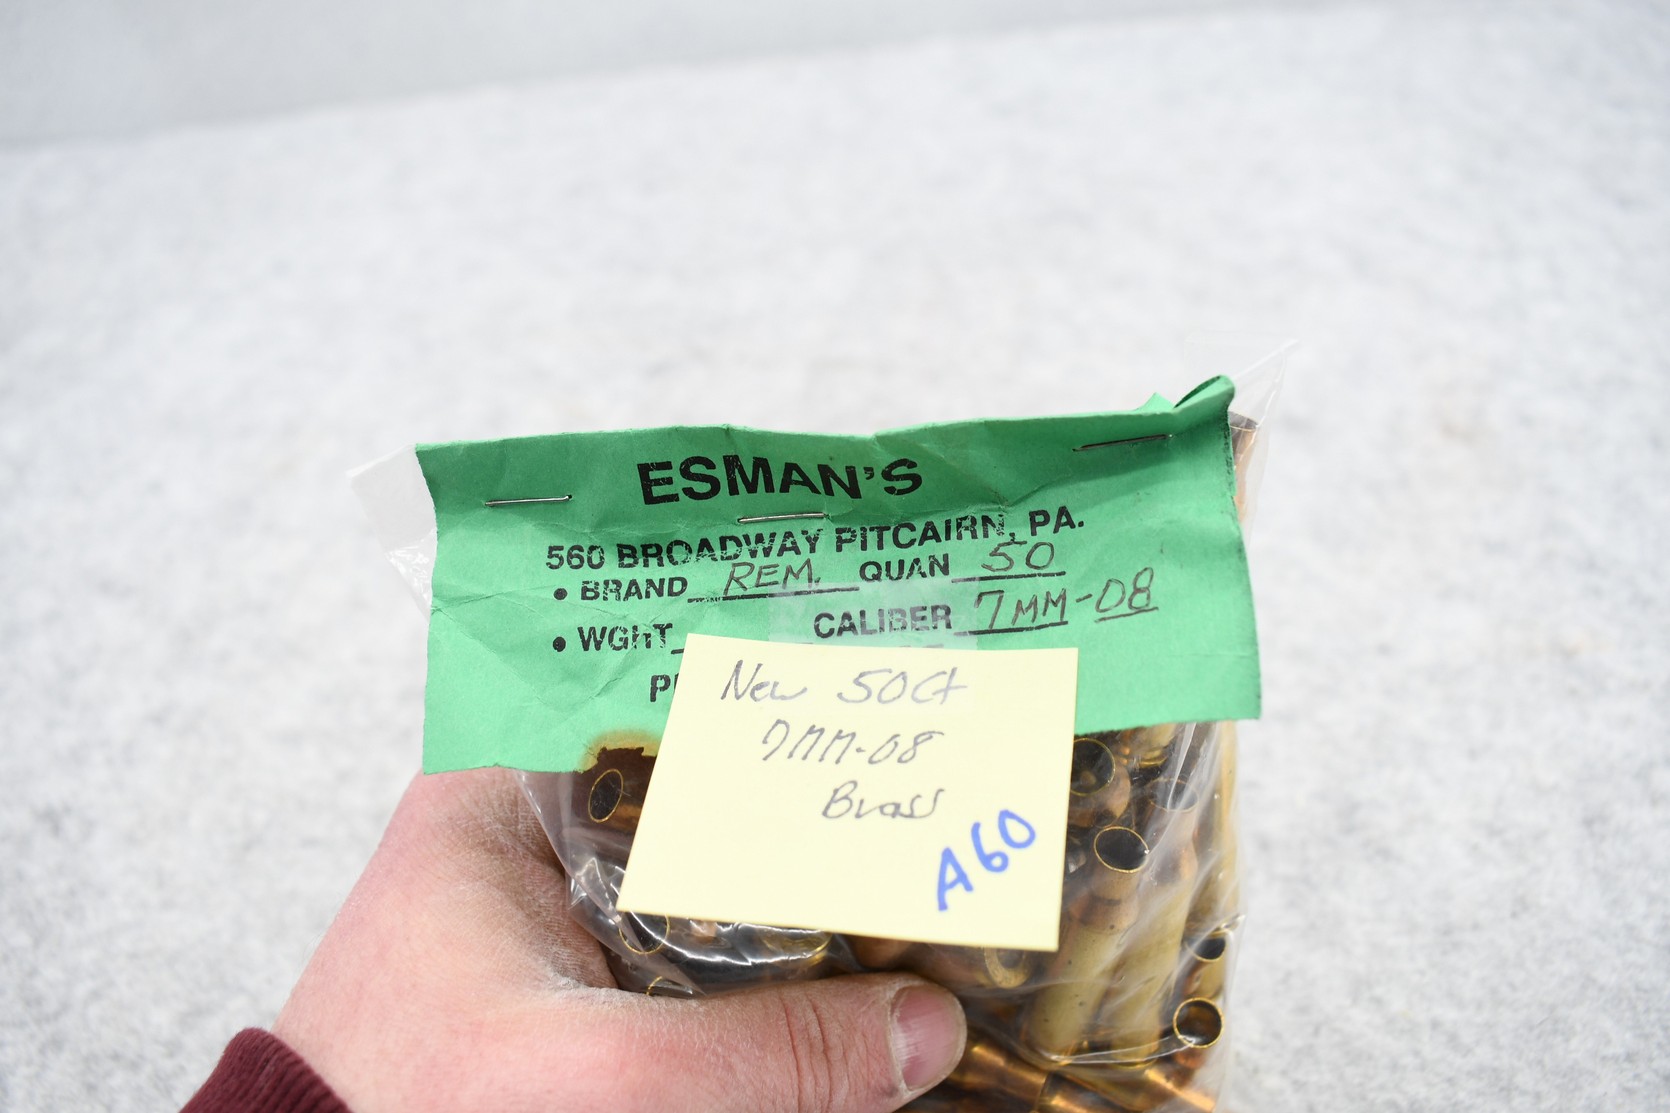 ESMAN'S
560 BROADWAY PITCAIRN, PA.
• BRAND REM. QUAN 50
• WGHT CALIBER 7MM-08
New 50Ct
7MM-08
Brass
A60